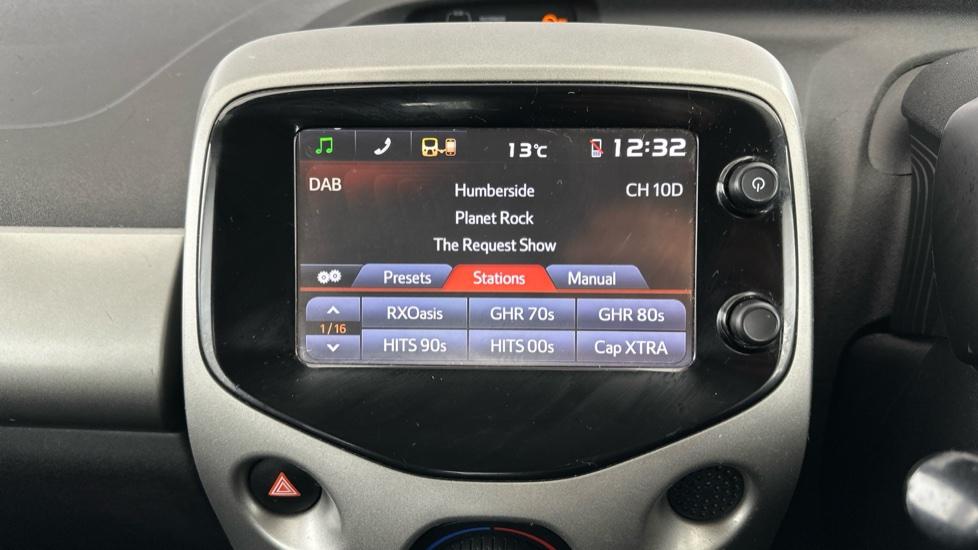 13°C 12:32
DAB Humberside CH 10D
Planet Rock
The Request Show
Presets Stations Manual
RXOasis GHR 70s GHR 80s
1/16
HITS 90s HITS 00s Cap XTRA